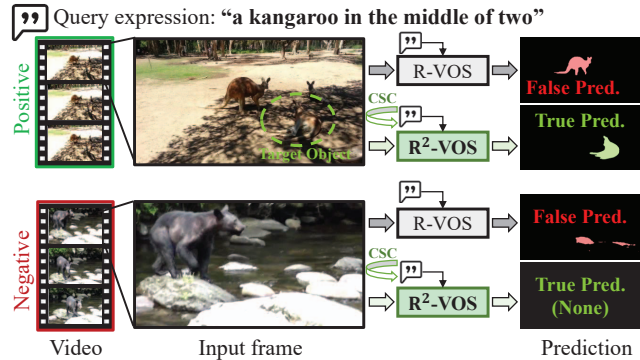 Query expression: “a kangaroo in the middle of two”
Positive
Target Object
R-VOS
False Pred.
CSC
R²-VOS
True Pred.
Negative
R-VOS
False Pred.
CSC
R²-VOS
True Pred.
(None)
Video
Input frame
Prediction